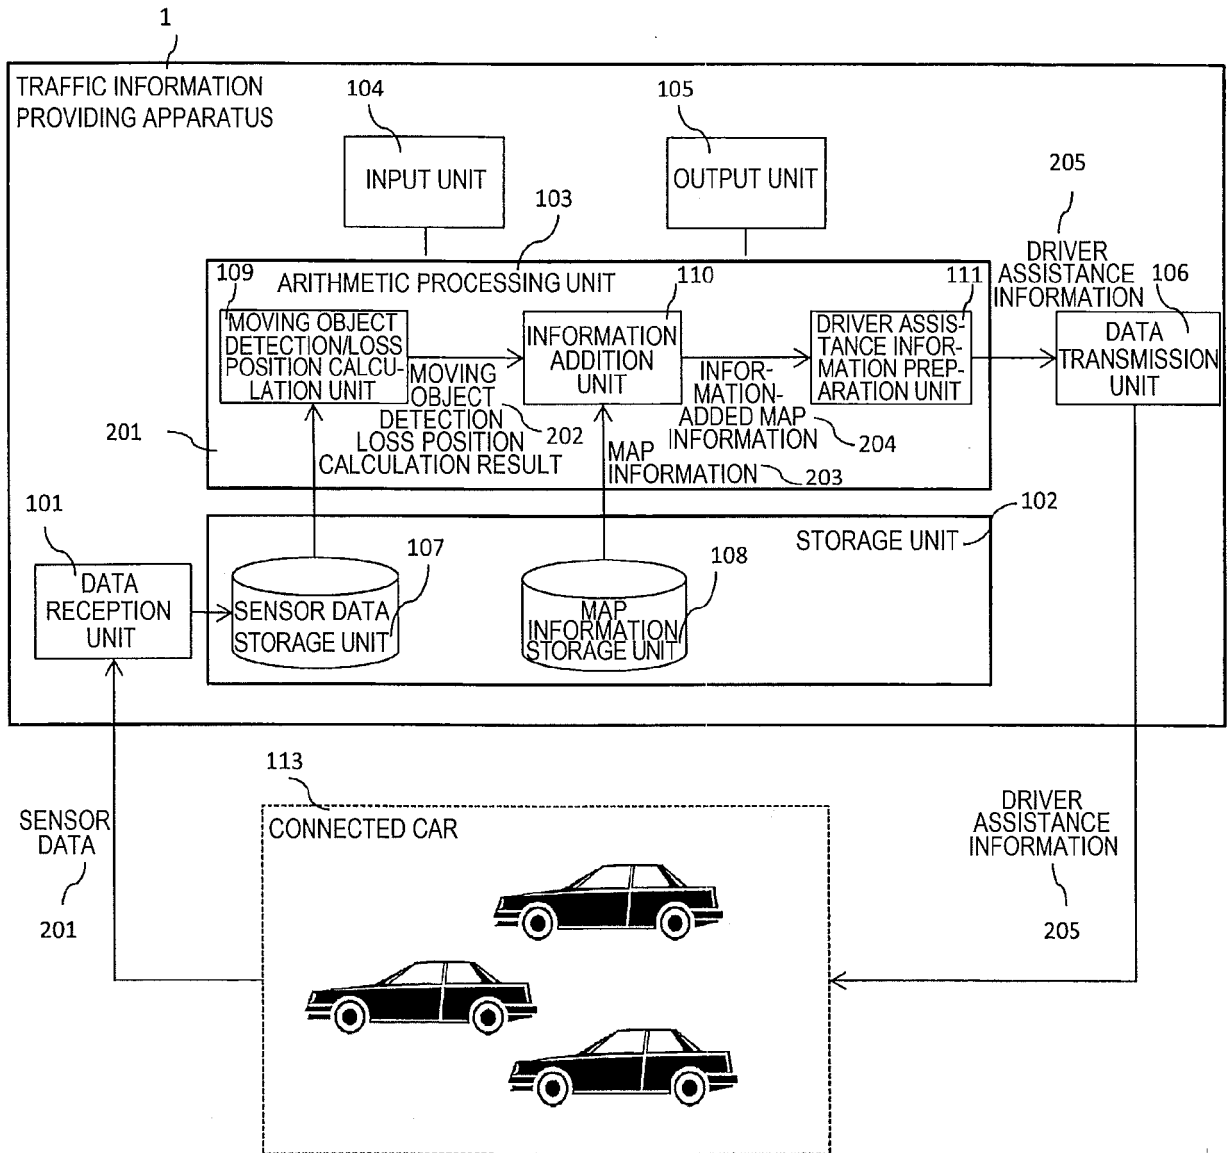 1
TRAFFIC INFORMATION
PROVIDING APPARATUS
104
INPUT UNIT
105
OUTPUT UNIT
103
ARITHMETIC PROCESSING UNIT
109
MOVING OBJECT
DETECTION/LOSS
POSITION CALCU-
LATION UNIT
MOVING
OBJECT
DETECTION
LOSS POSITION
CALCULATION RESULT
202
110
INFORMATION
ADDITION
UNIT
INFOR-
MATION-
ADDED MAP
INFORMATION
204
MAP
INFORMATION
203
111
DRIVER ASSIS-
TANCE INFOR-
MATION PREP-
ARATION UNIT
205
DRIVER
ASSISTANCE
INFORMATION
106
DATA
TRANSMISSION
UNIT
201
101
DATA
RECEPTION
UNIT
102
STORAGE UNIT
107
SENSOR DATA
STORAGE UNIT
108
MAP
INFORMATION
STORAGE UNIT
SENSOR
DATA
201
113
CONNECTED CAR
DRIVER
ASSISTANCE
INFORMATION
205